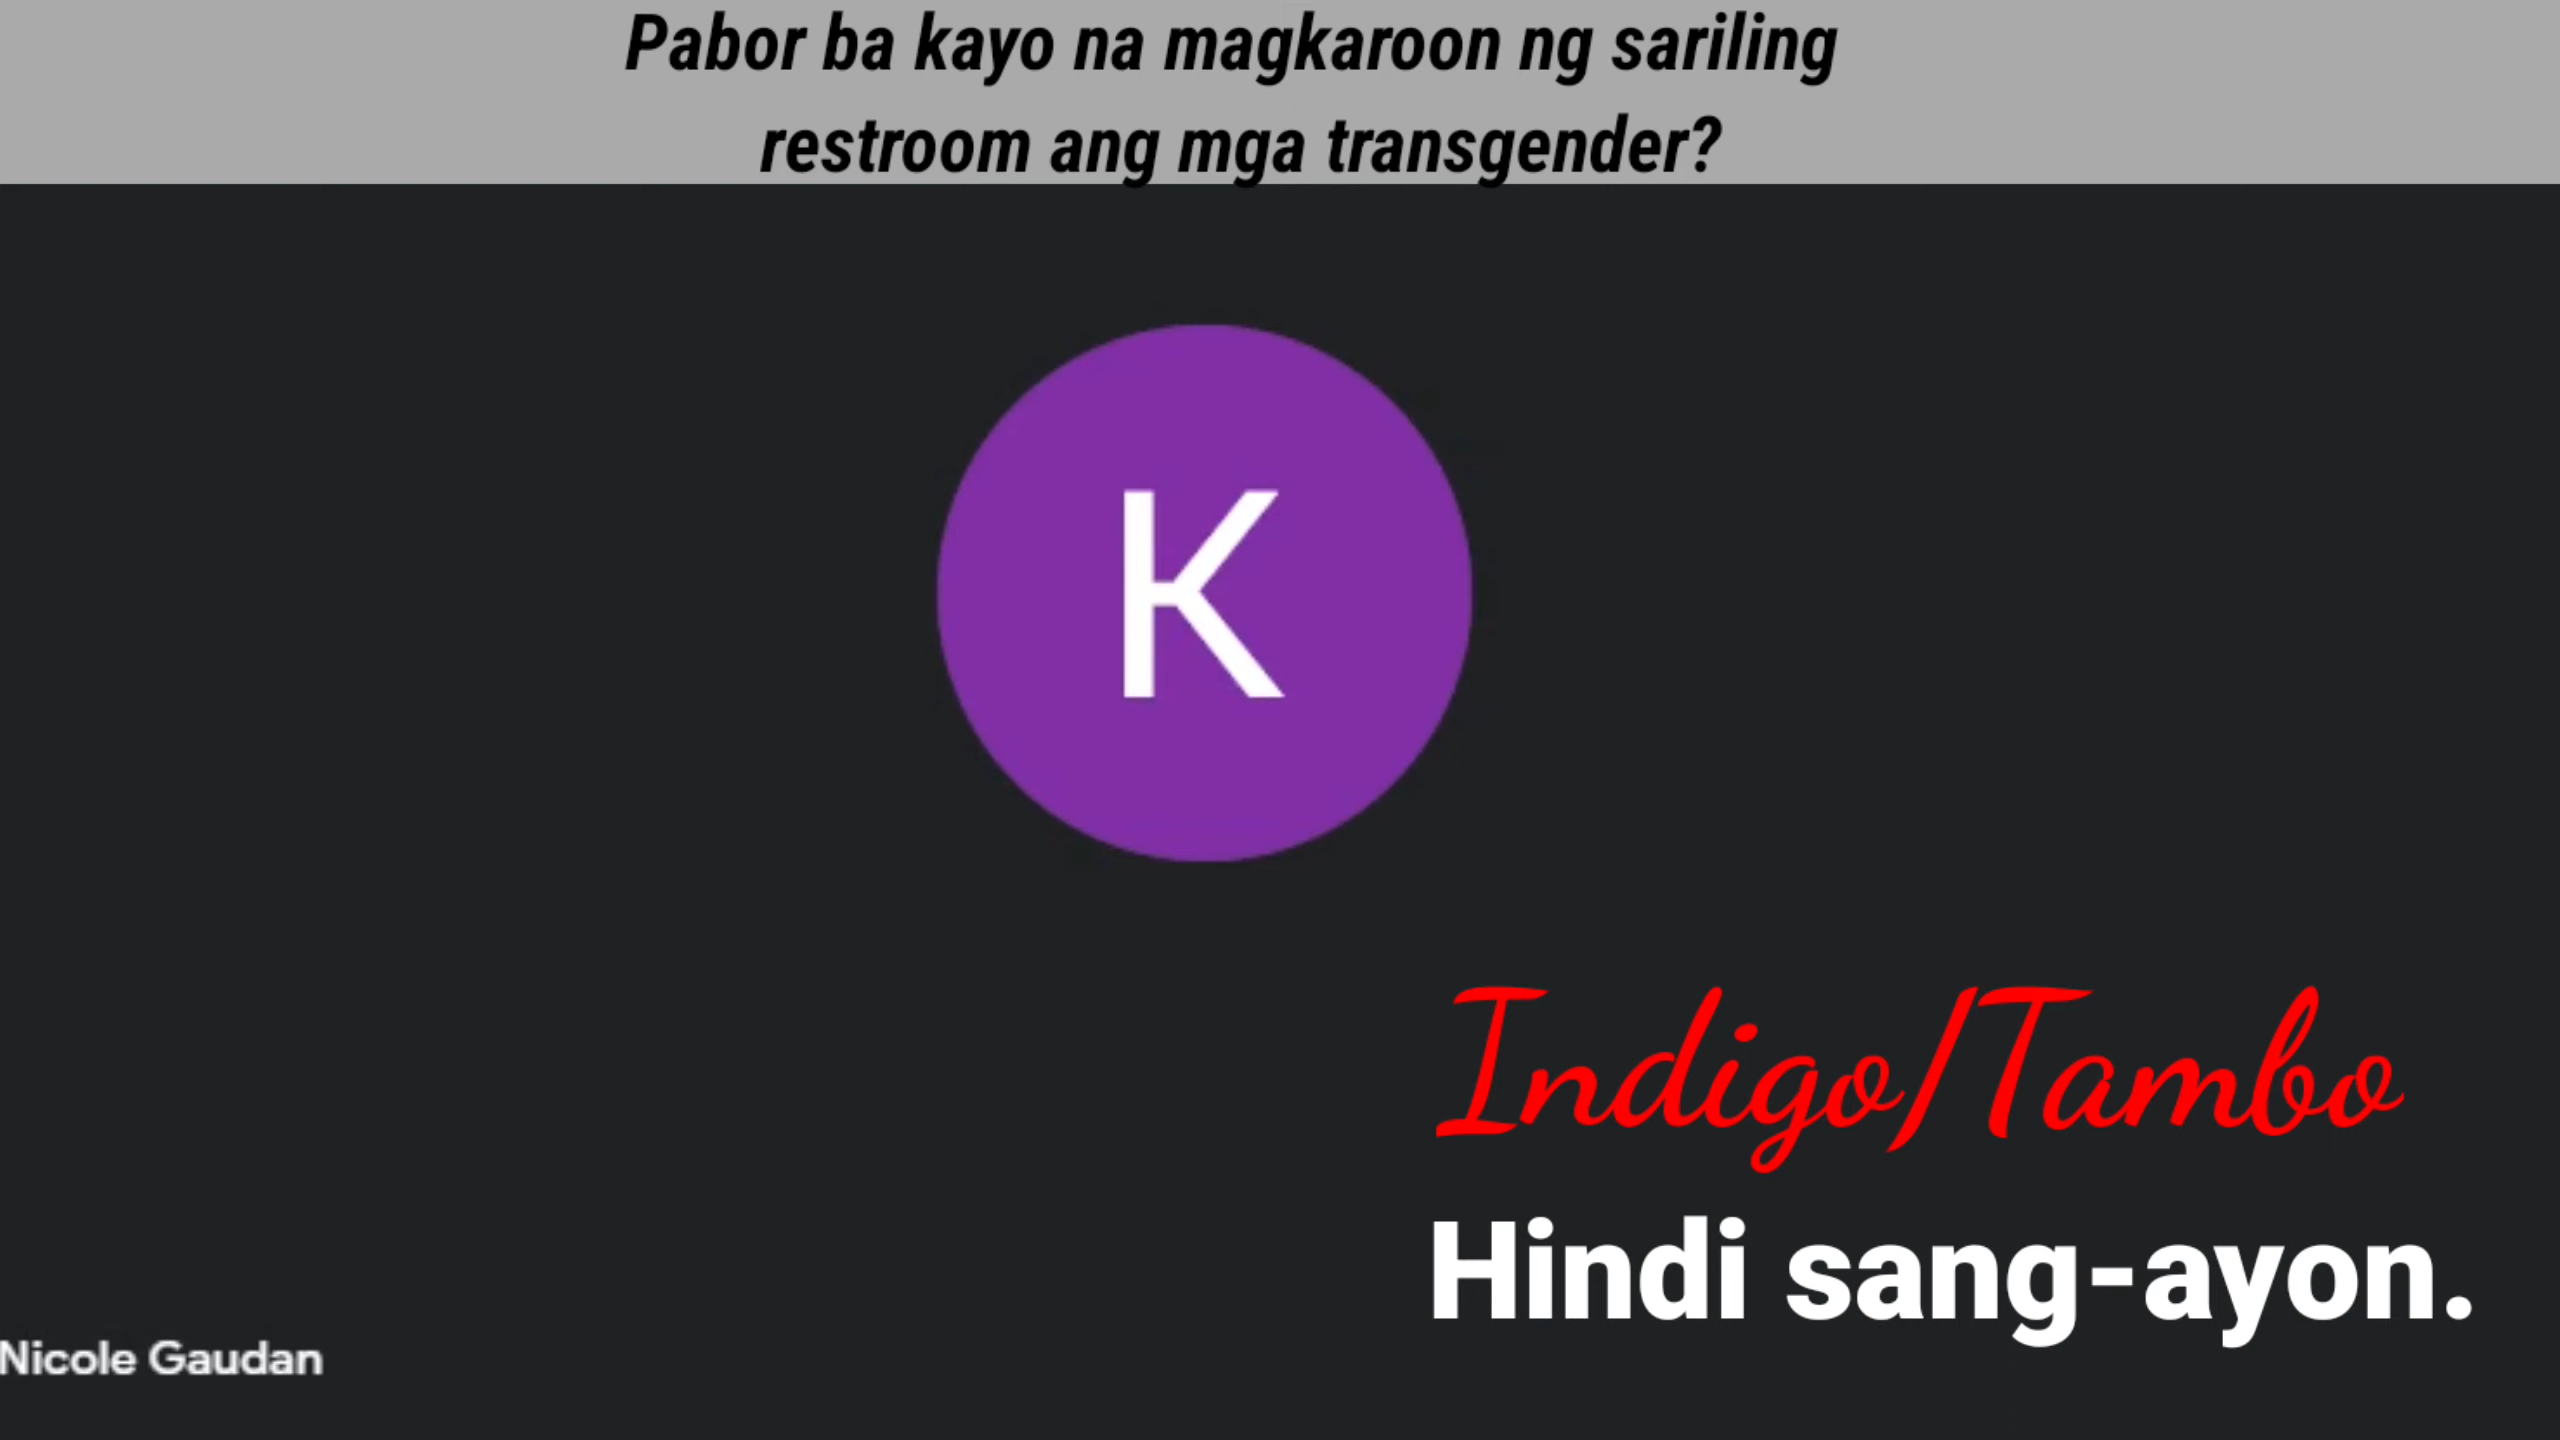 Pabor ba kayo na magkaroon ng sariling
restroom ang mga transgender?
K
Indigo/Tambo
Hindi sang-ayon.
Nicole Gaudan